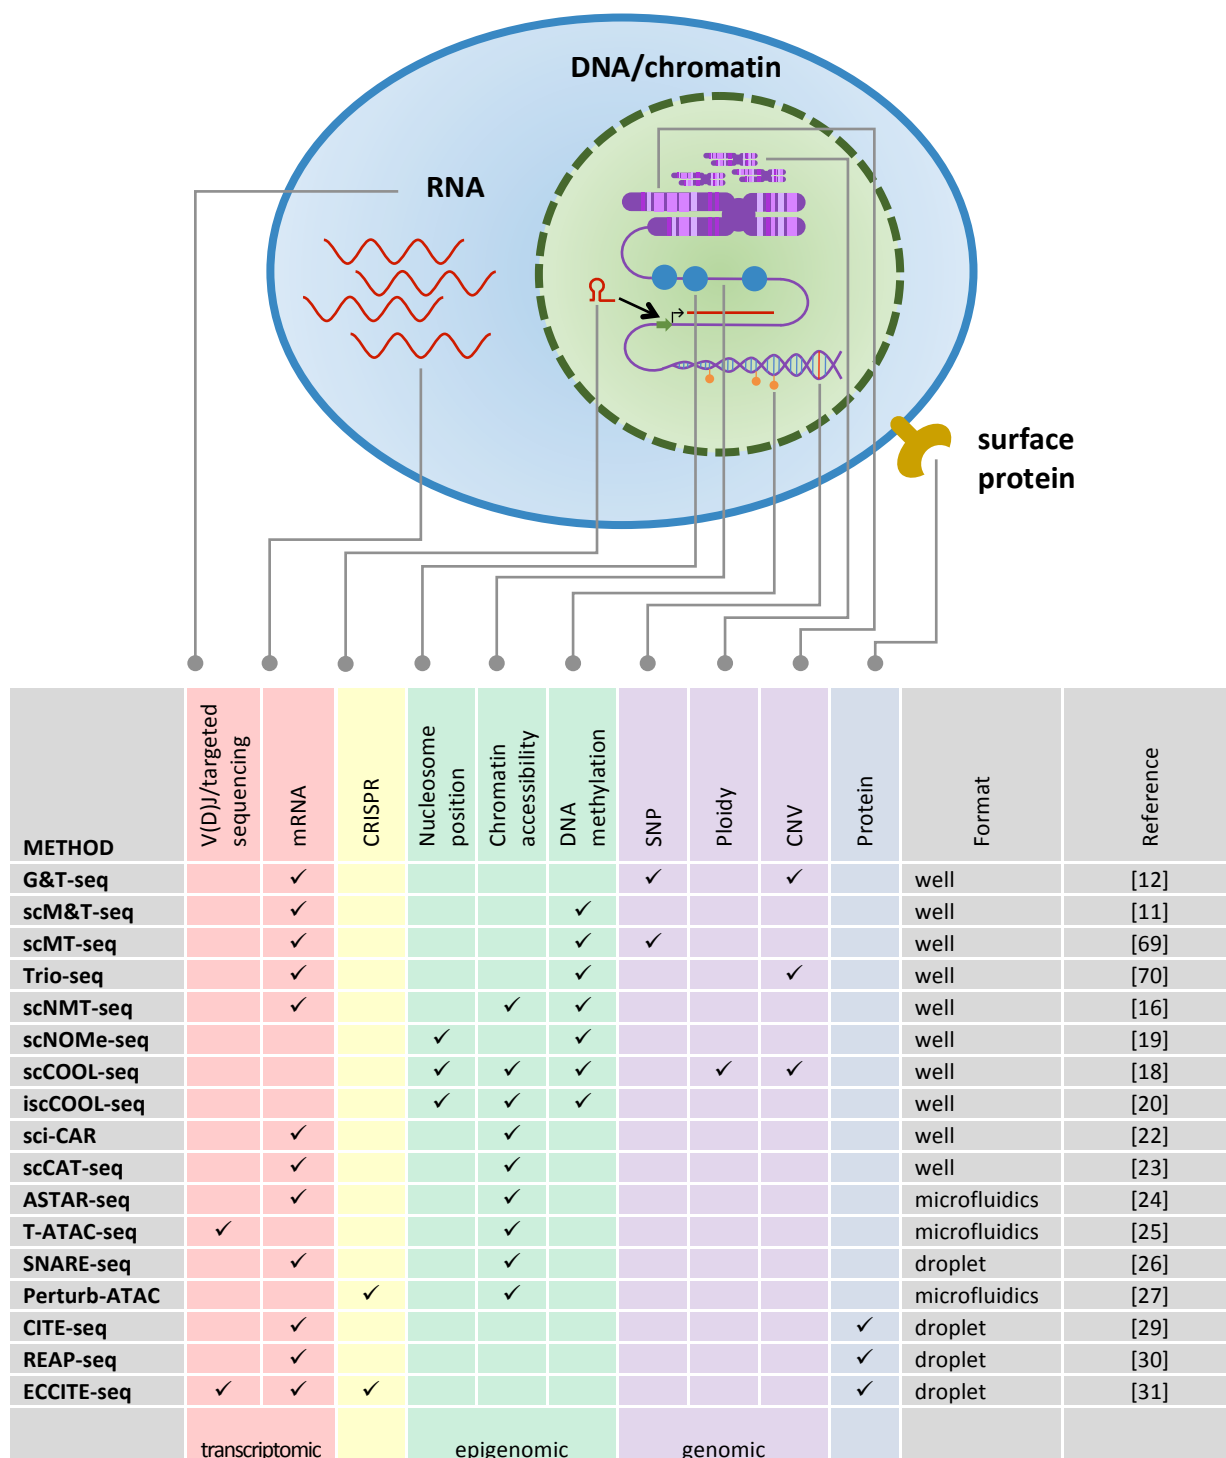 DNA/chromatin
RNA
surface
protein
V(D)J/targeted
sequencing
mRNA
CRISPR
Nucleosome
position
Chromatin
accessibility
DNA
methylation
SNP
Ploidy
CNV
Protein
Format
Reference
METHOD
G&T-seq ✓ ✓ ✓ well [12]
scM&T-seq ✓ ✓ well [11]
scMT-seq ✓ ✓ ✓ well [69]
Trio-seq ✓ ✓ ✓ well [70]
scNMT-seq ✓ ✓ ✓ well [16]
scNOMe-seq ✓ ✓ well [19]
scCOOL-seq ✓ ✓ ✓ ✓ ✓ well [18]
iscCOOL-seq ✓ ✓ ✓ well [20]
sci-CAR ✓ ✓ well [22]
scCAT-seq ✓ ✓ well [23]
ASTAR-seq ✓ ✓ microfluidics [24]
T-ATAC-seq ✓ ✓ microfluidics [25]
SNARE-seq ✓ ✓ droplet [26]
Perturb-ATAC ✓ ✓ microfluidics [27]
CITE-seq ✓ ✓ droplet [29]
REAP-seq ✓ ✓ droplet [30]
ECCITE-seq ✓ ✓ ✓ ✓ droplet [31]
transcriptomic epigenomic genomic